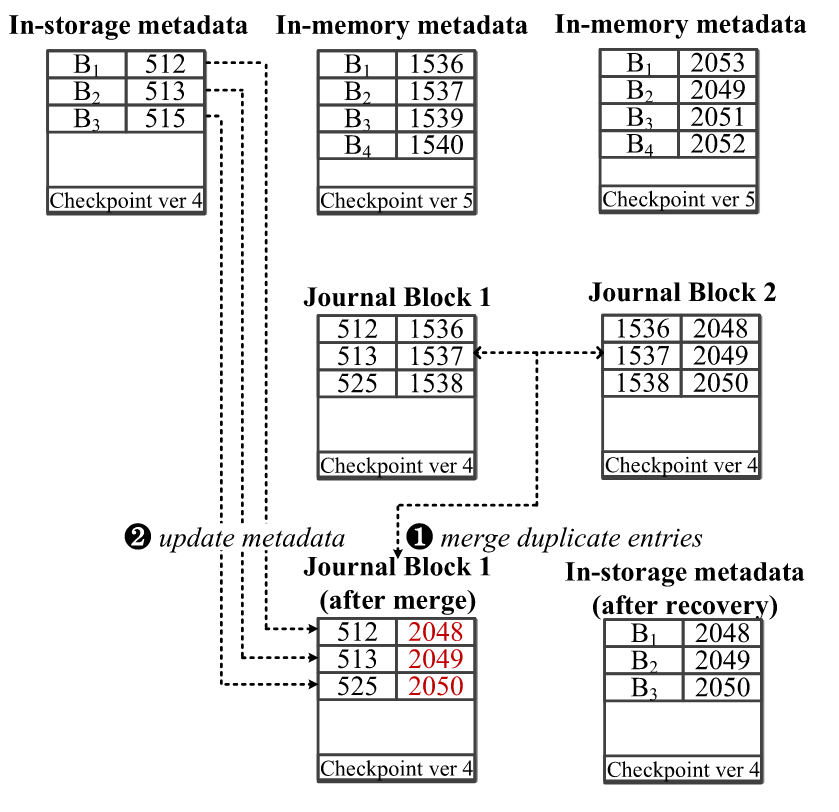 In-storage metadata
B1 512
B2 513
B3 515
Checkpoint ver 4
In-memory metadata
B1 1536
B2 1537
B3 1539
B4 1540
Checkpoint ver 5
In-memory metadata
B1 2053
B2 2049
B3 2051
B4 2052
Checkpoint ver 5
Journal Block 1
512 1536
513 1537
525 1538
Checkpoint ver 4
Journal Block 2
1536 2048
1537 2049
1538 2050
Checkpoint ver 4
❷ update metadata
❶ merge duplicate entries
Journal Block 1
(after merge)
512 2048
513 2049
525 2050
Checkpoint ver 4
In-storage metadata
(after recovery)
B1 2048
B2 2049
B3 2050
Checkpoint ver 4